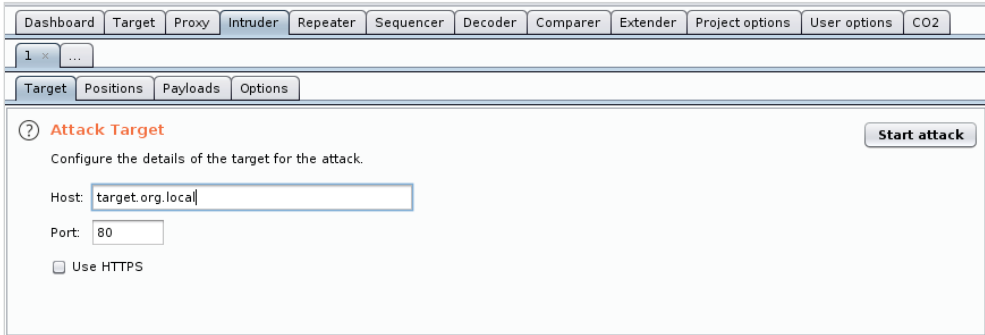 Dashboard Target Proxy Intruder Repeater Sequencer Decoder Comparer Extender Project options User options CO2
1 × ...
Target Positions Payloads Options
? Attack Target
Start attack
Configure the details of the target for the attack.
Host: target.org.local
Port: 80
Use HTTPS